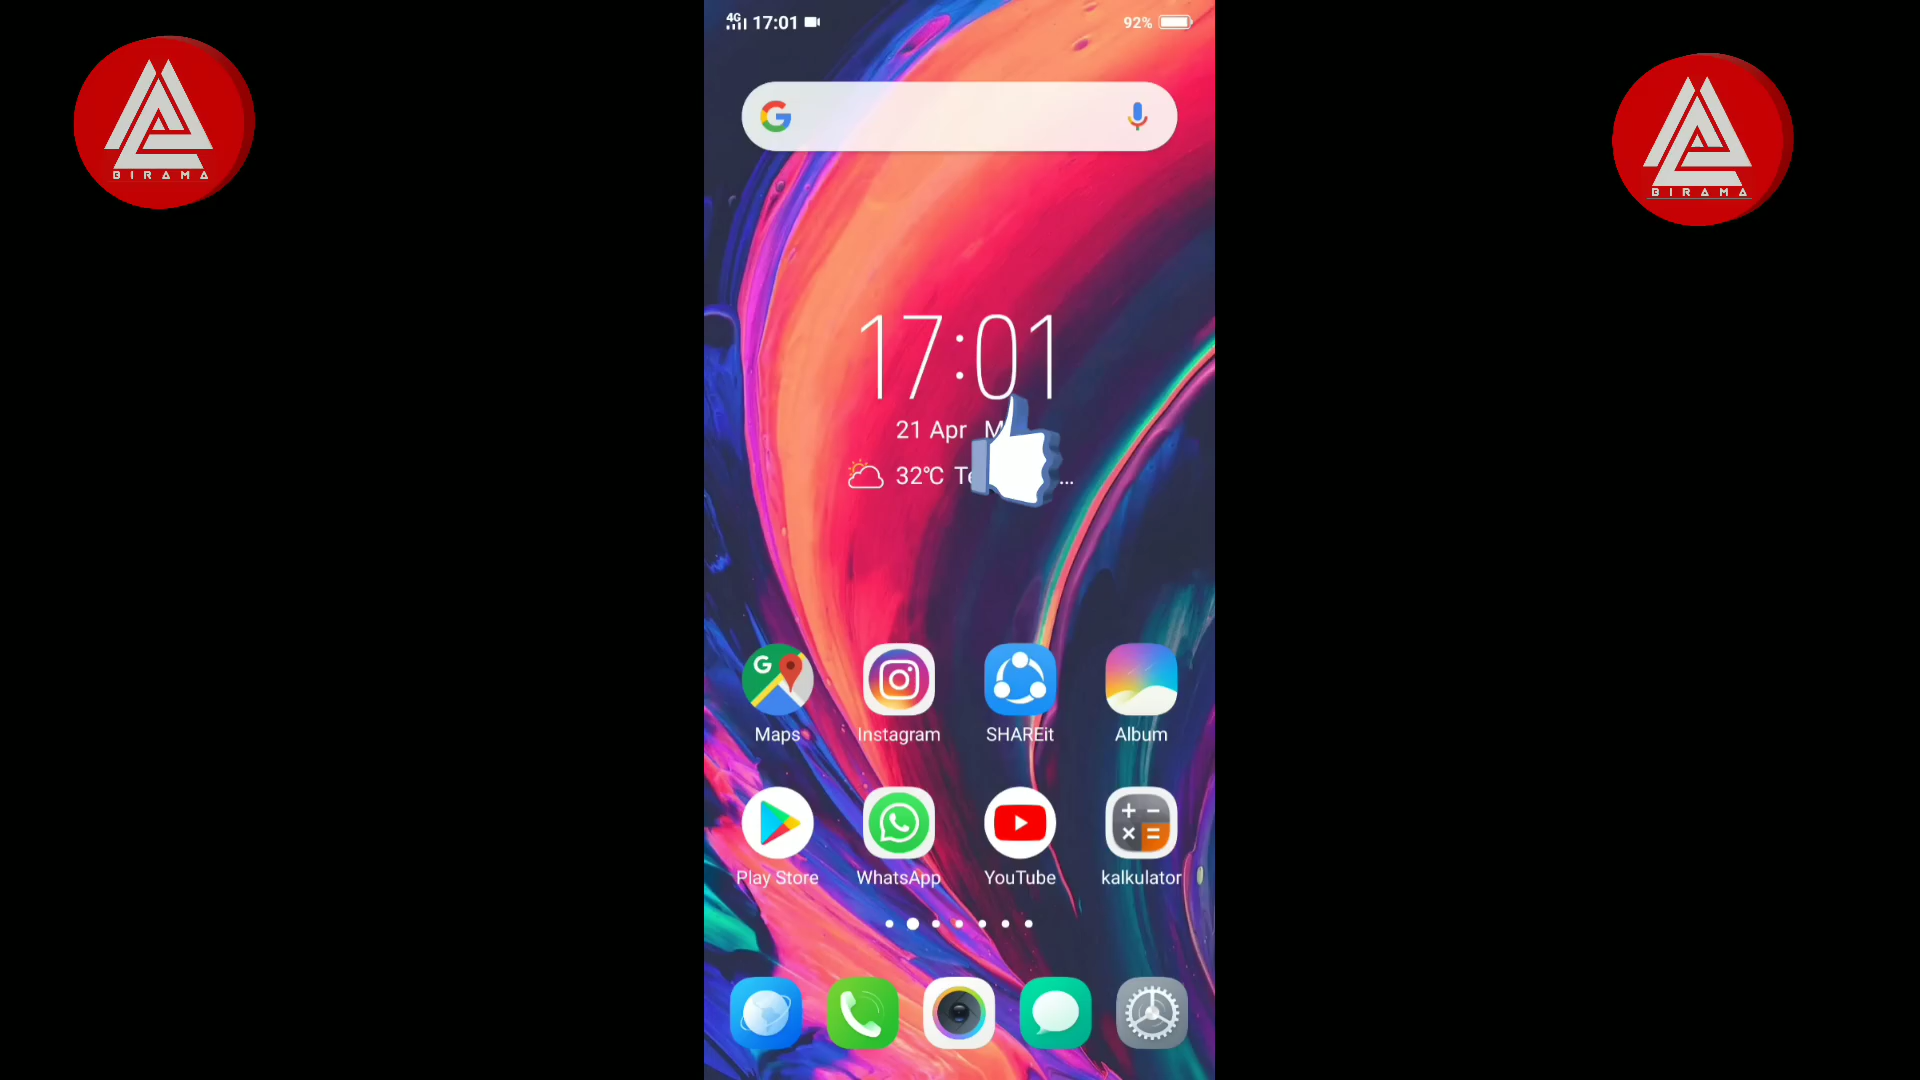 4G 17:01
92%
BIRAMA
BIRAMA
G
17:01
21 Apr
32°C
G
Maps
Instagram
SHAREit
Album
Play Store
WhatsApp
YouTube
kalkulator